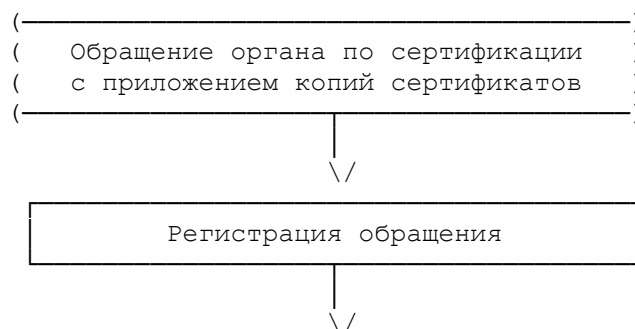 Обращение органа по сертификации
с приложением копий сертификатов
Регистрация обращения